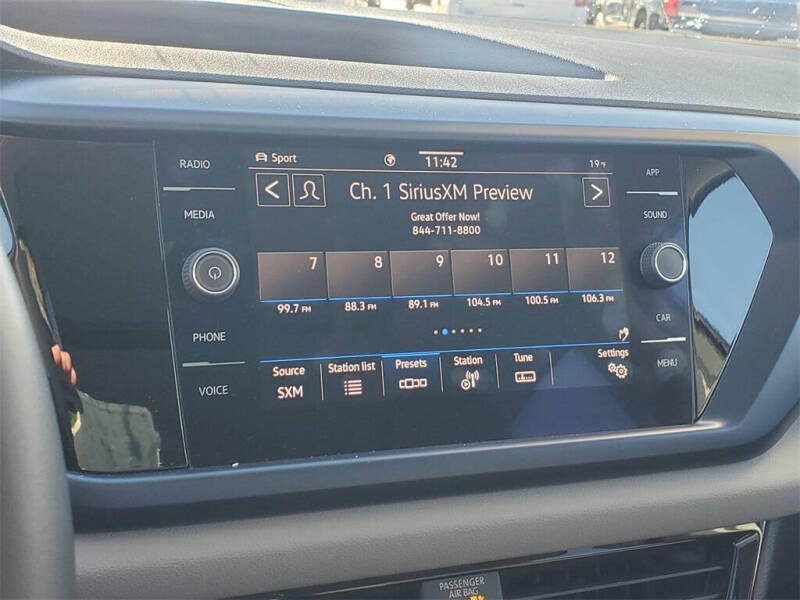 RADIO
MEDIA
PHONE
VOICE
Sport
11:42
19°F
Ch. 1 SiriusXM Preview
Great Offer Now!
844-711-8800
7 8 9 10 11 12
99.7 FM 88.3 FM 89.1 FM 104.5 FM 100.5 FM 106.3 FM
Source Station list Presets Station Tune Settings
SXM
APP
SOUND
CAR
MENU
PASSENGER
AIR BAG